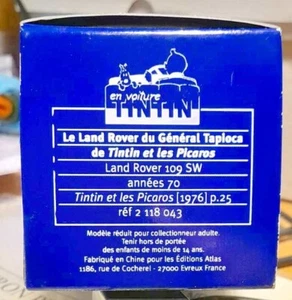 en voiture
TINTIN
Le Land Rover du Général Tapioca
de Tintin et les Picaros
Land Rover 109 SW
années 70
Tintin et les Picaros [1976] p.25
réf 2 118 043
Modèle réduit pour collectionneur adulte.
Tenir hors de portée
des enfants de moins de 14 ans.
Fabriqué en Chine pour les Éditions Atlas
1186, rue de Cocherel - 27000 Evreux France